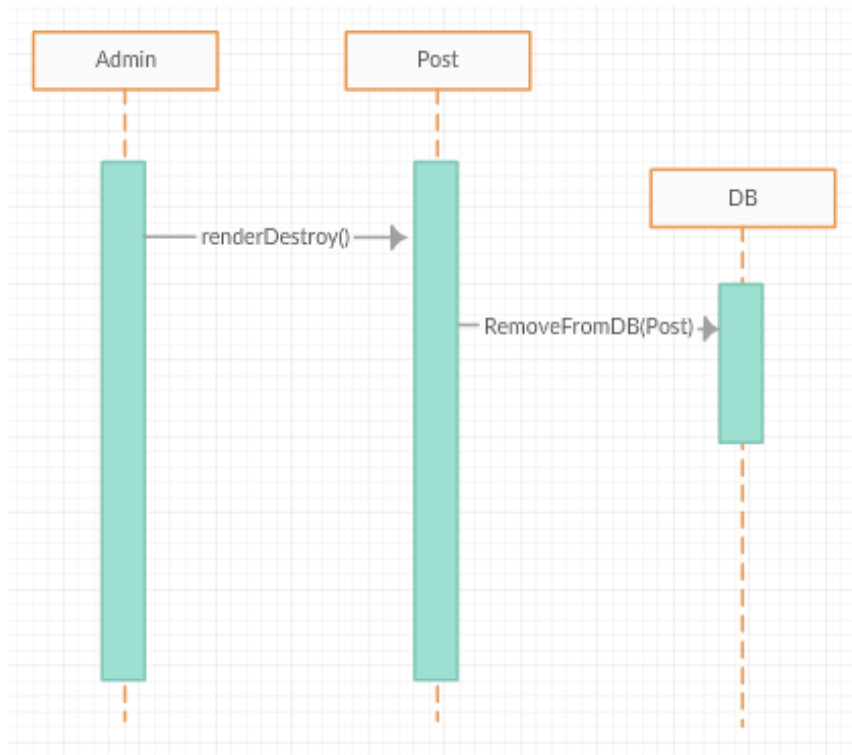 Admin
Post
DB
renderDestroy()
RemoveFromDB(Post)